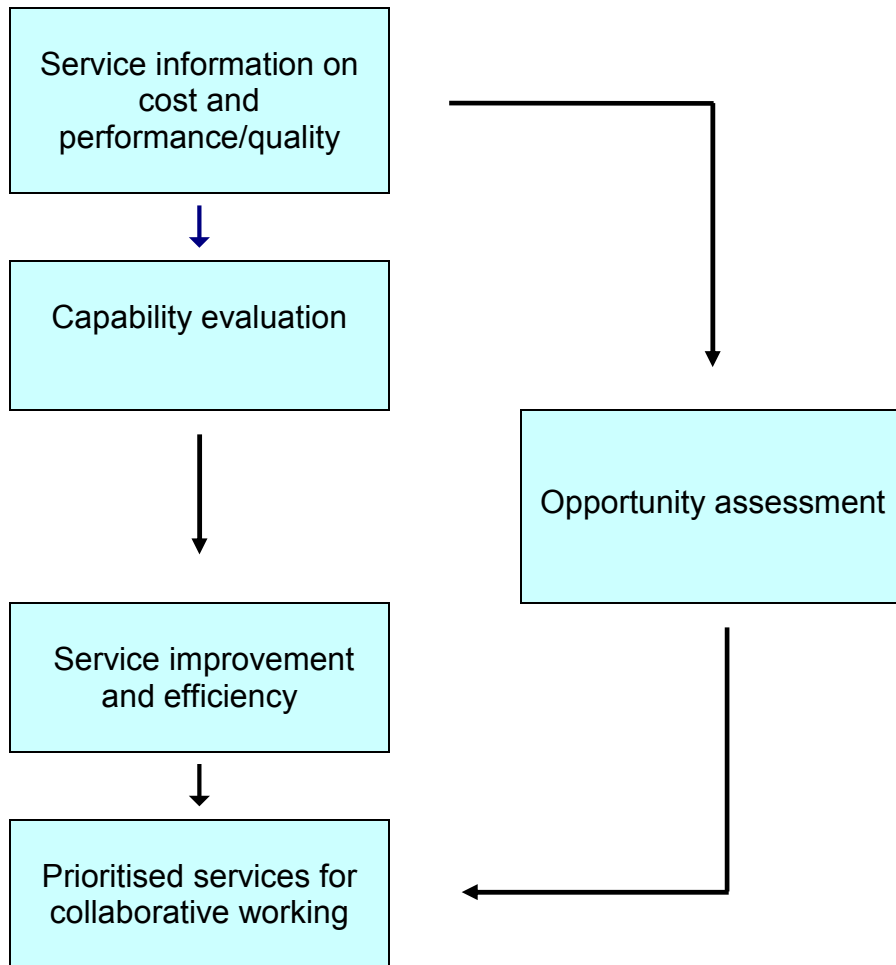 Service information on
cost and
performance/quality
Capability evaluation
Opportunity assessment
Service improvement
and efficiency
Prioritised services for
collaborative working